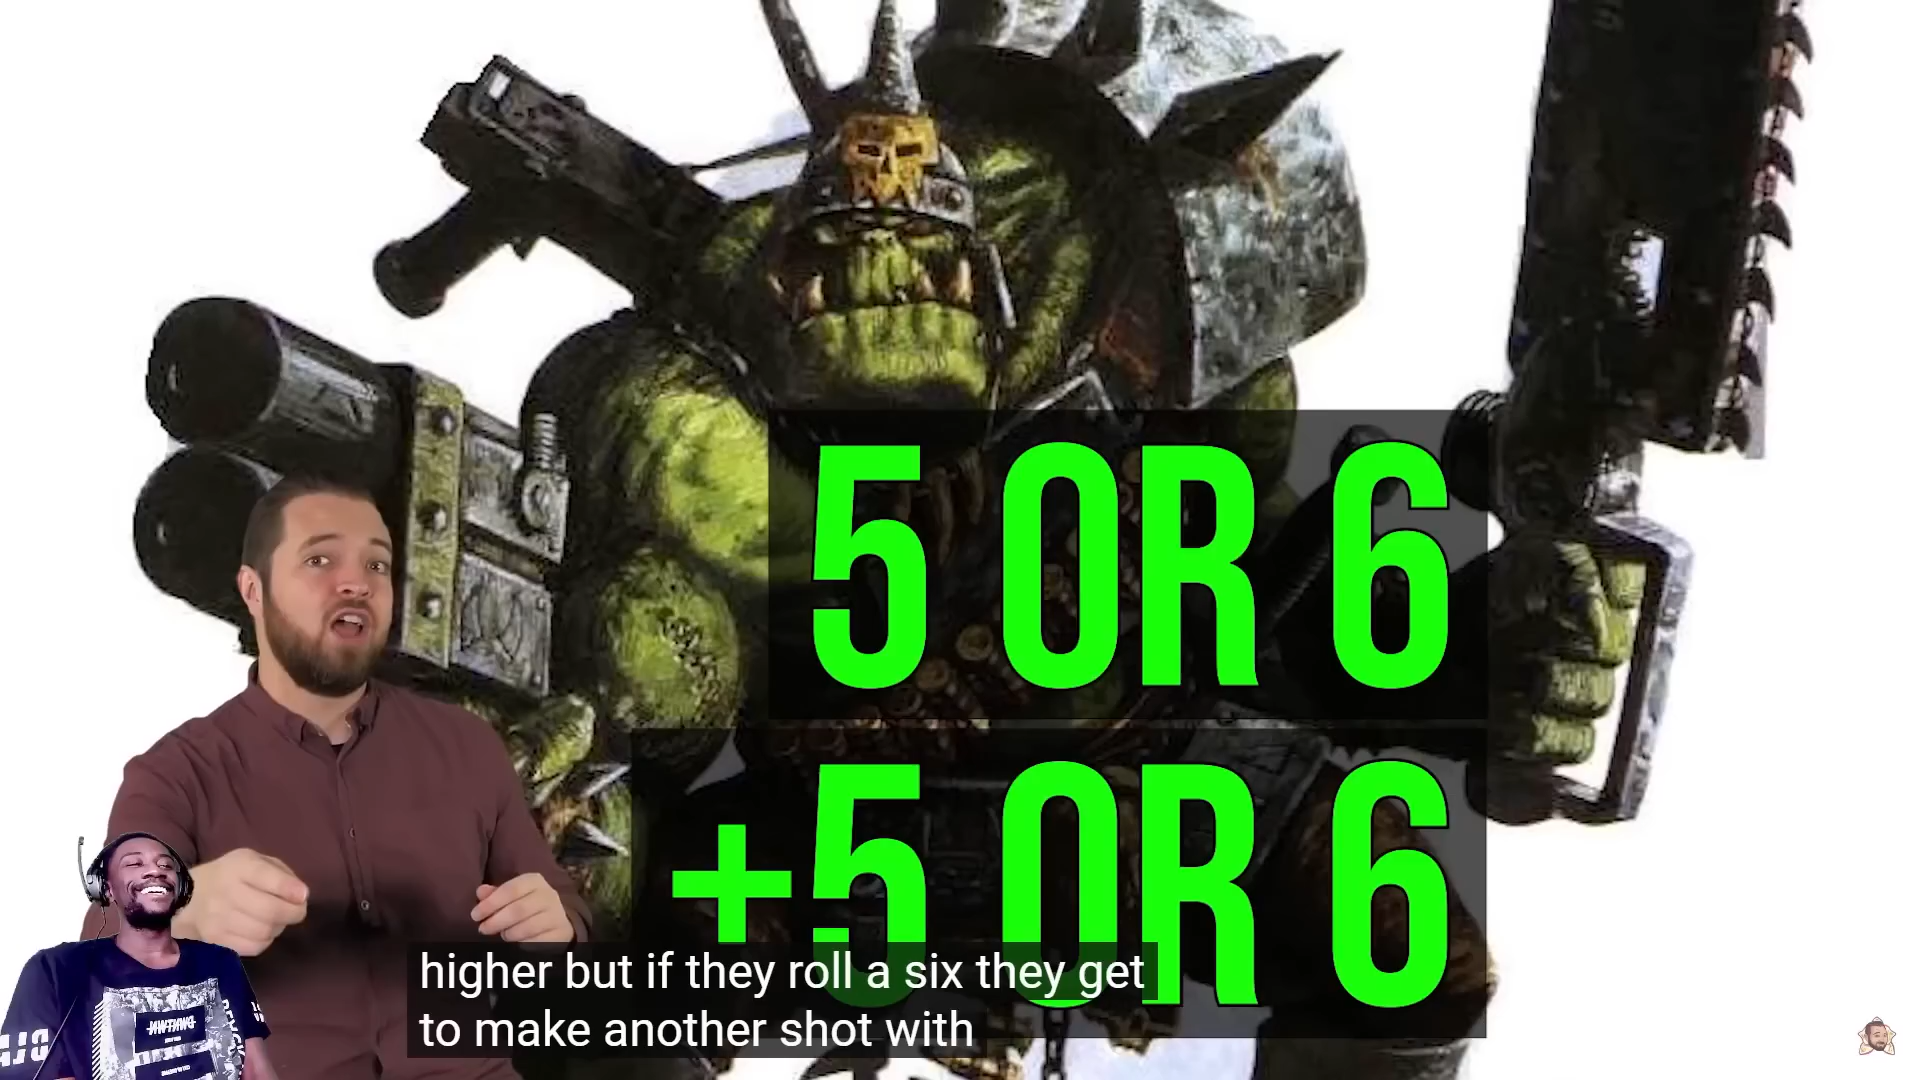 5 OR 6
+5 OR 6
higher but if they roll a six they get
to make another shot with